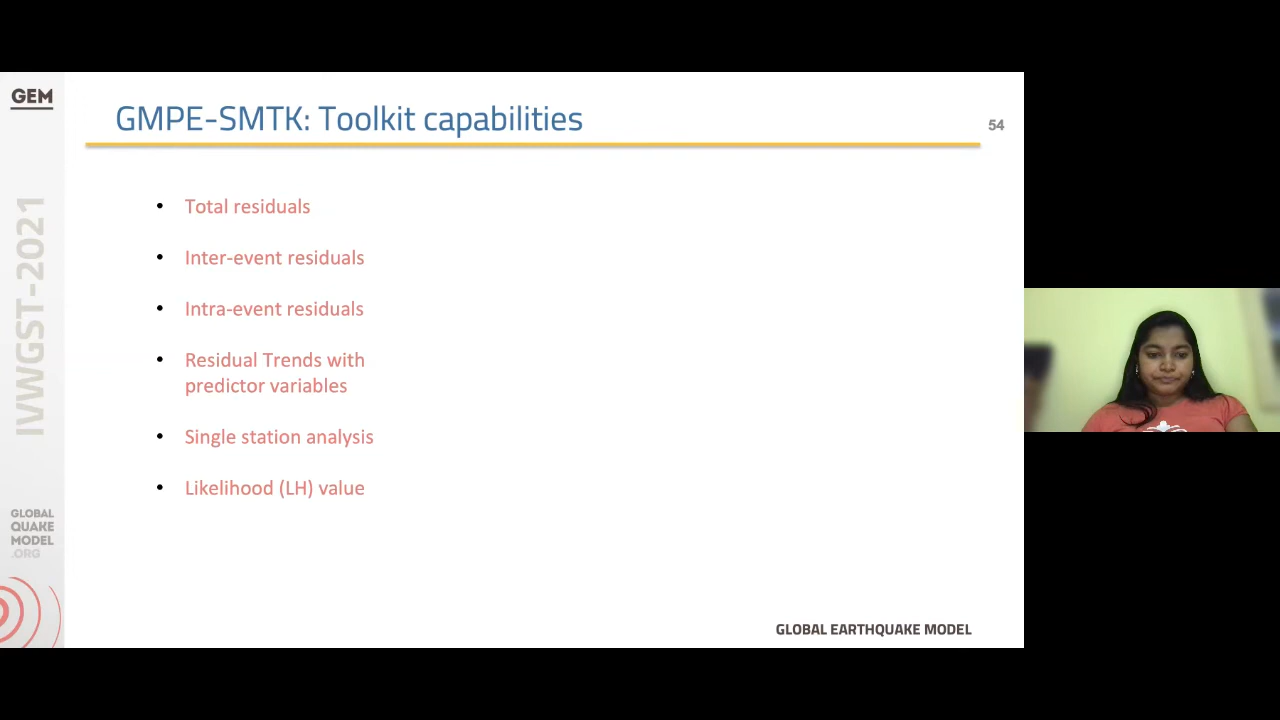 GEM
IVWGST-2021
GLOBAL
QUAKE
MODEL
.ORG
GMPE-SMTK: Toolkit capabilities
54
• Total residuals
• Inter-event residuals
• Intra-event residuals
• Residual Trends with
predictor variables
• Single station analysis
• Likelihood (LH) value
GLOBAL EARTHQUAKE MODEL